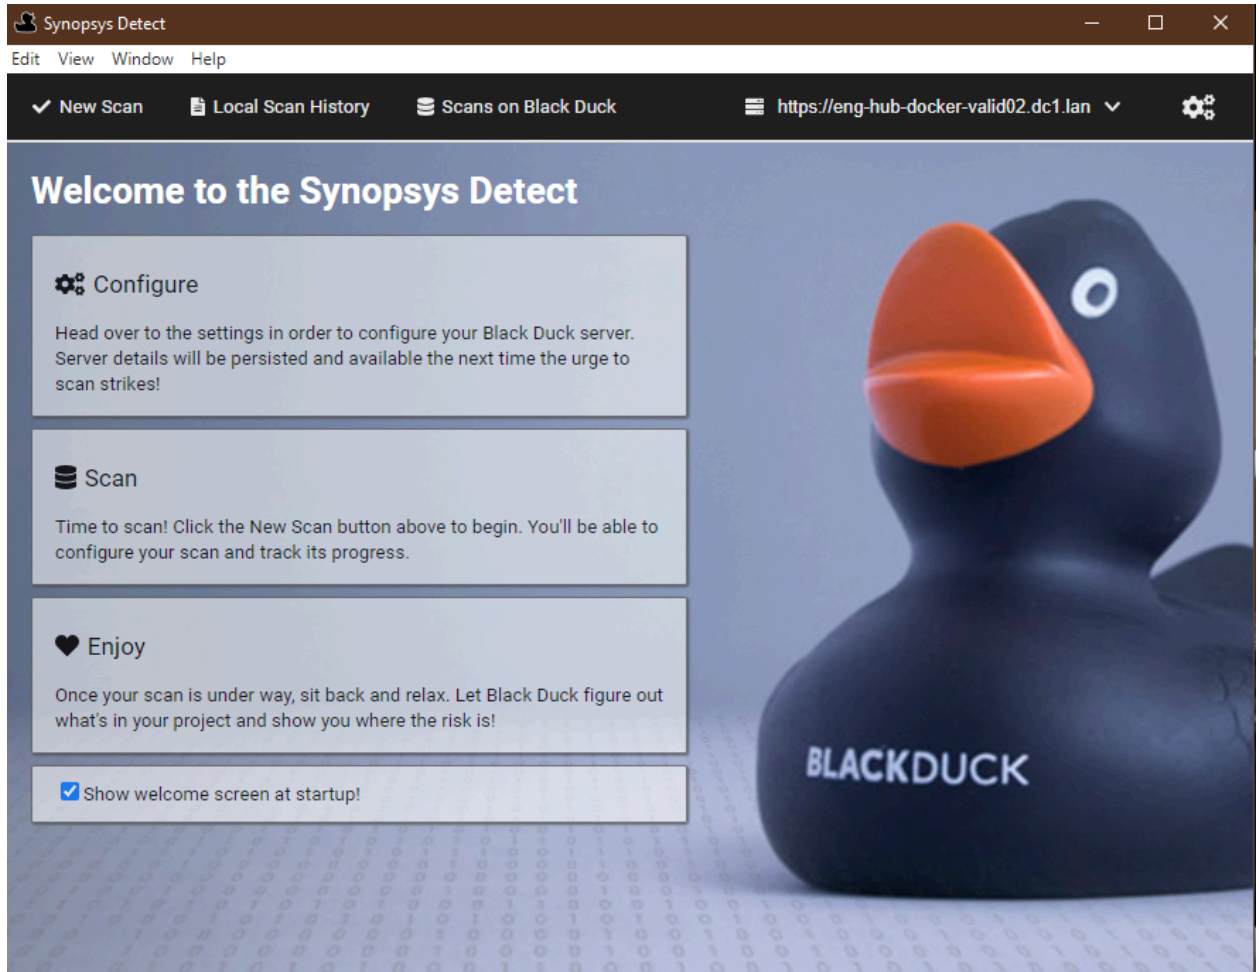 Synopsys Detect
Edit View Window Help
New Scan Local Scan History Scans on Black Duck https://eng-hub-docker-valid02.dc1.lan
Welcome to the Synopsys Detect
Configure
Head over to the settings in order to configure your Black Duck server.
Server details will be persisted and available the next time the urge to
scan strikes!
Scan
Time to scan! Click the New Scan button above to begin. You'll be able to
configure your scan and track its progress.
Enjoy
Once your scan is under way, sit back and relax. Let Black Duck figure out
what's in your project and show you where the risk is!
Show welcome screen at startup!
BLACKDUCK